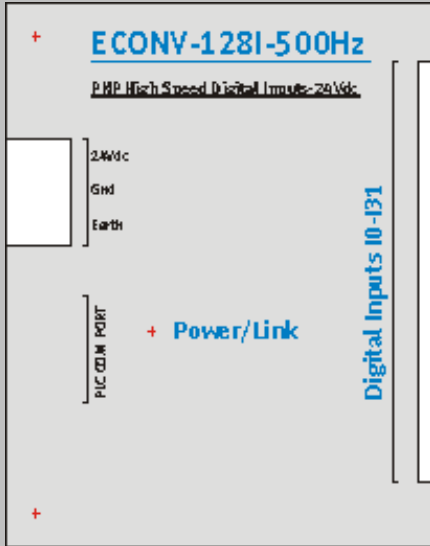 ECONV-128I-500Hz
PNP High Speed Digital Inputs-24Vdc
24Vdc
Gnd
Earth
PLC COM PORT
Power/Link
Digital Inputs I0-I31